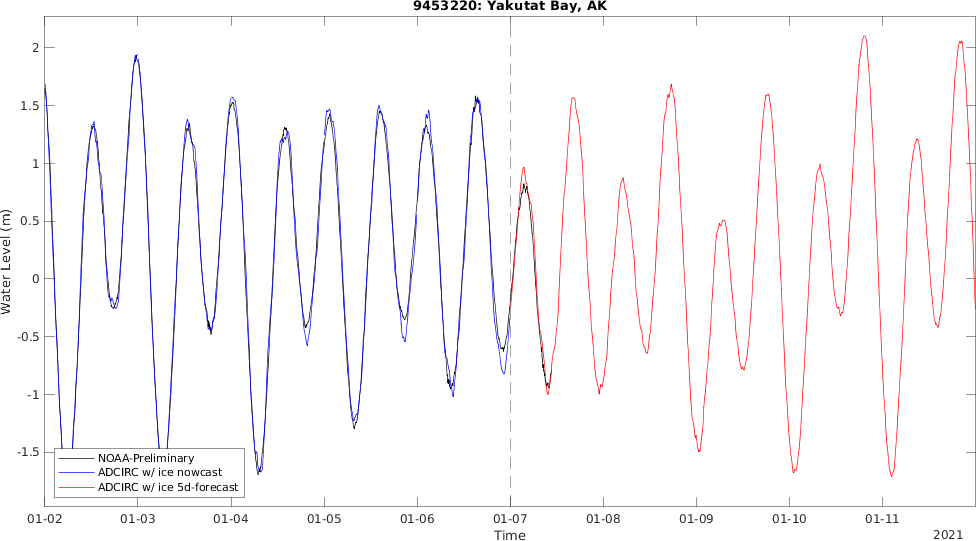 9453220: Yakutat Bay, AK
Water Level (m)
2
1.5
1
0.5
0
-0.5
-1
-1.5
NOAA-Preliminary
ADCIRC w/ ice nowcast
ADCIRC w/ ice 5d-forecast
01-02 01-03 01-04 01-05 01-06 01-07 01-08 01-09 01-10 01-11
Time
2021